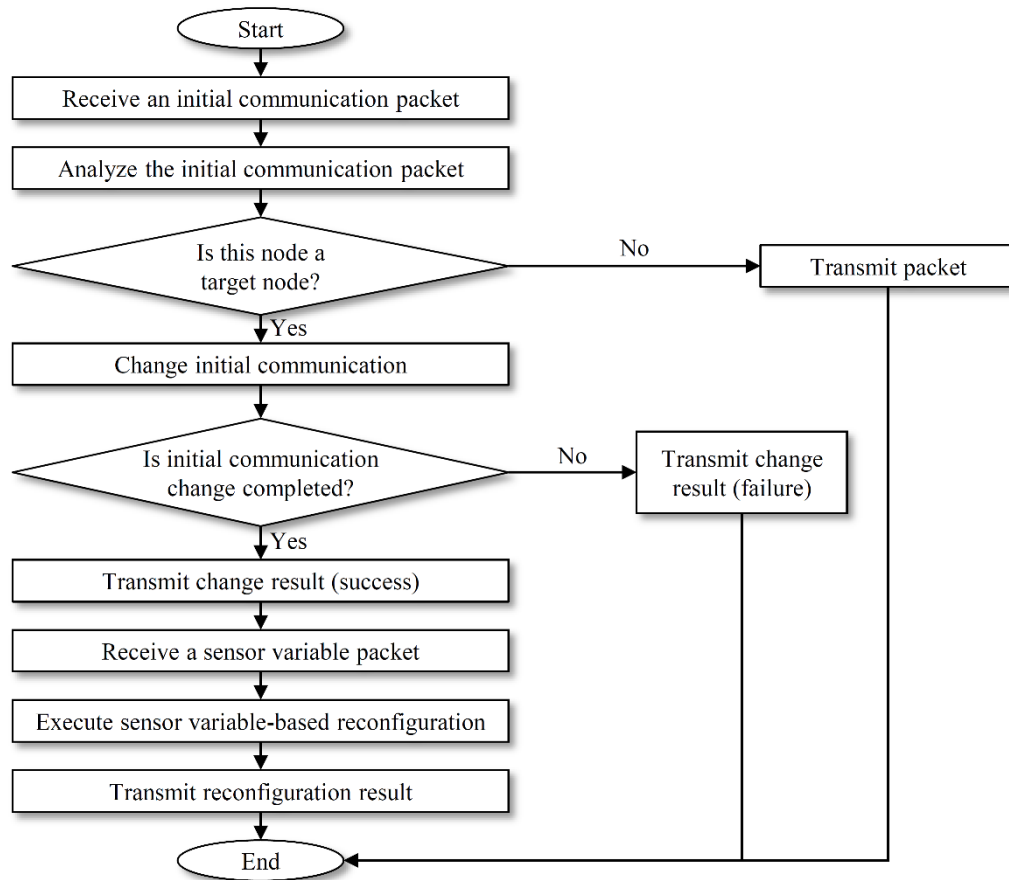 Start
Receive an initial communication packet
Analyze the initial communication packet
Is this node a
target node?
No
Transmit packet
Yes
Change initial communication
Is initial communication
change completed?
No
Transmit change
result (failure)
Yes
Transmit change result (success)
Receive a sensor variable packet
Execute sensor variable-based reconfiguration
Transmit reconfiguration result
End